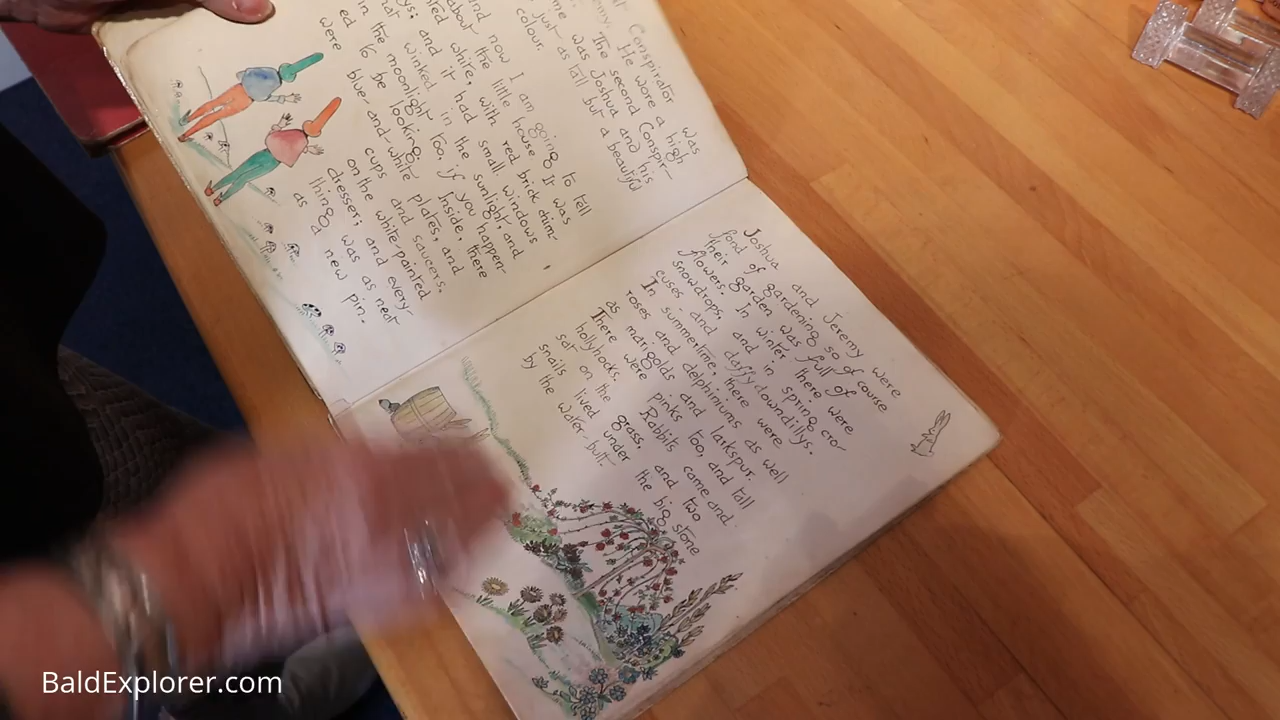 Conspirator was
He wore a high
The second Conspir-
was Joshua and his
just as tall but a beautiful
colour.
now I am going to tell
about the little house. It was
white, with red brick chim-
and it had small windows
winked in the sunlight, and
in the moonlight too, if you happen-
ed to be looking. Inside, there
were blue-and-white plates, and
cups and saucers.
on the white-painted
dresser; and every-
thing was as neat
as a new pin.
Joshua and Jeremy were
fond of gardening so of course
their garden was full of
flowers. In winter there were
snowdrops, and in spring cro-
cuses and daffydowndillys.
In summertime, there were
roses and delphiniums as well
as marigolds and larkspur.
There were pinks too, and tall
hollyhocks. Rabbits came and
sat on the grass, and two
snails lived under the big stone
by the water-butt.
BaldExplorer.com